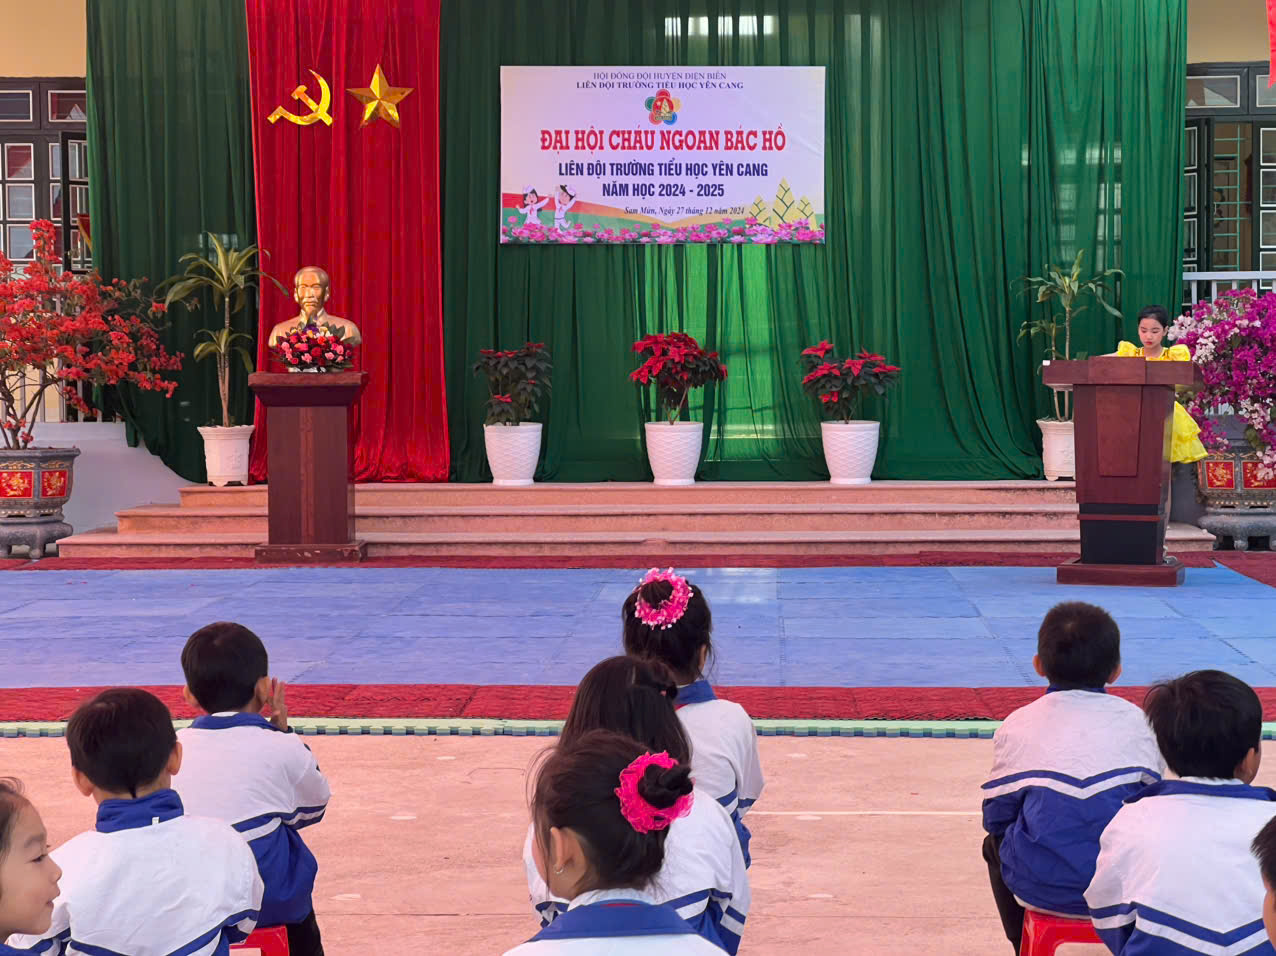 HỘI ĐỒNG ĐỘI HUYỆN ĐIỆN BIÊN
LIÊN ĐỘI TRƯỜNG TIỂU HỌC YÊN CANG
ĐẠI HỘI CHÁU NGOAN BÁC HỒ
LIÊN ĐỘI TRƯỜNG TIỂU HỌC YÊN CANG
NĂM HỌC 2024 - 2025
Sam Mứn, Ngày 27 tháng 12 năm 2024